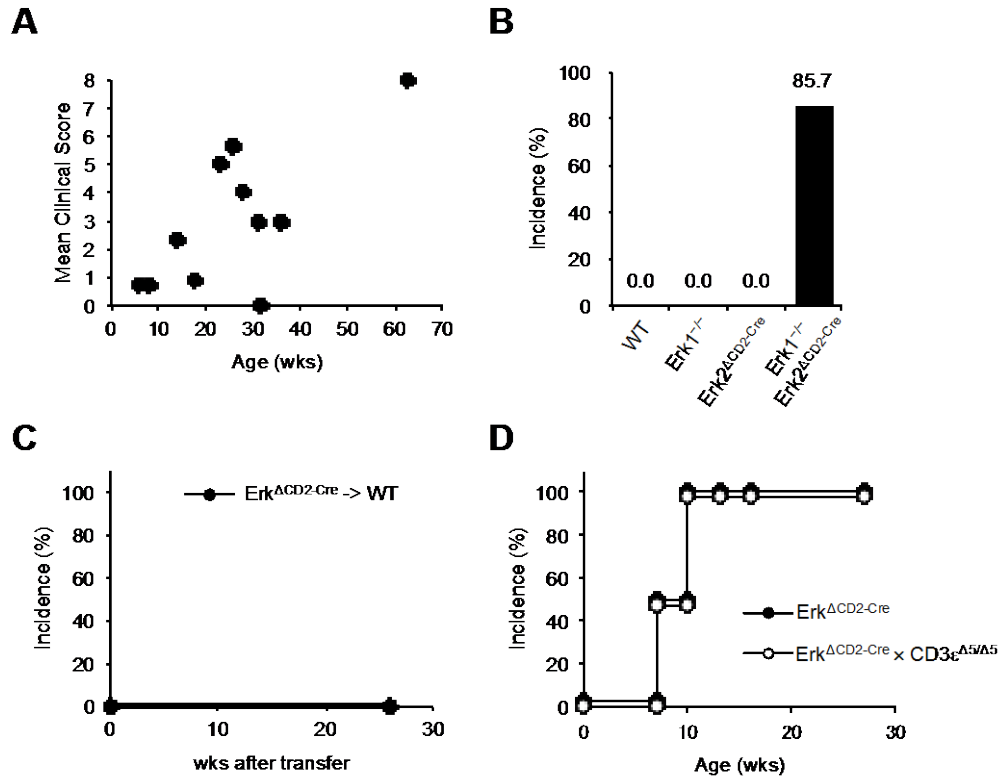 A
8
7
6
5
4
3
2
1
0
Mean Clinical Score
0 10 20 30 40 50 60 70
Age (wks)
B
100
80
60
40
20
0
Incidence (%)
0.0 0.0 0.0 85.7
WT
Erk1⁻/⁻
Erk2ΔCD2-Cre
Erk1⁻/⁻
Erk2ΔCD2-Cre
C
100
80
60
40
20
0
Incidence (%)
ErkΔCD2-Cre -> WT
0 10 20 30
wks after transfer
D
100
80
60
40
20
0
Incidence (%)
ErkΔCD2-Cre
ErkΔCD2-Cre × CD3εΔ5/Δ5
0 10 20 30
Age (wks)